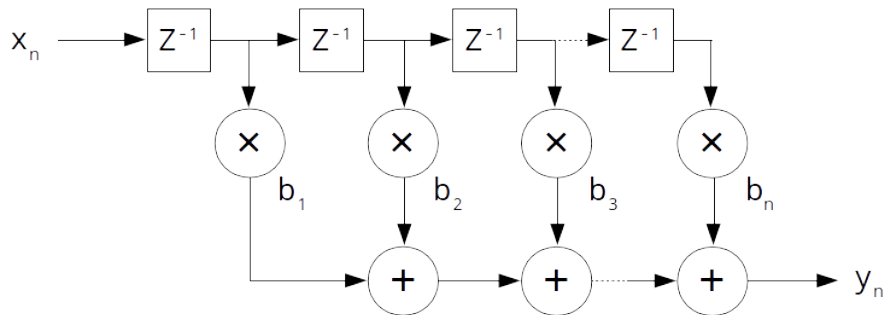 xₙ Z⁻¹ Z⁻¹ Z⁻¹ Z⁻¹
× × × ×
b₁ b₂ b₃ bₙ
+ + + yₙ